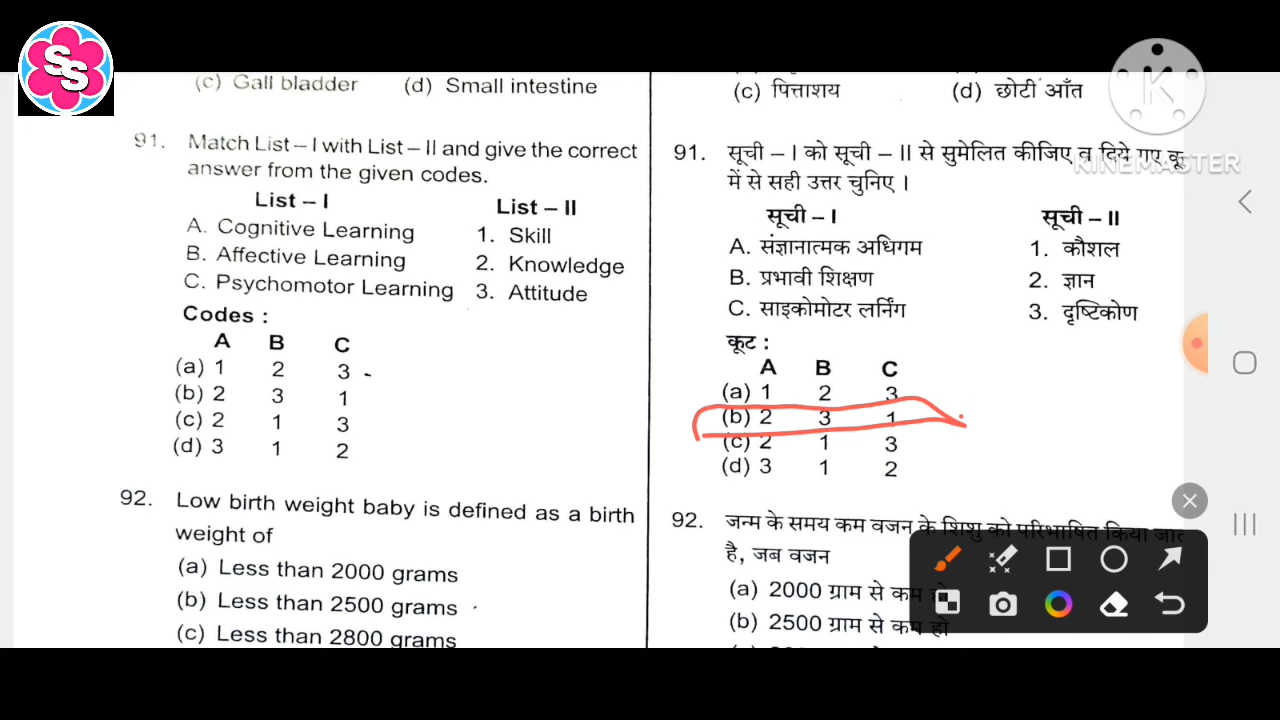 SS
KINEMASTER
(c) Gall bladder (d) Small intestine
91. Match List – I with List – II and give the correct
answer from the given codes.
List – I List – II
A. Cognitive Learning 1. Skill
B. Affective Learning 2. Knowledge
C. Psychomotor Learning 3. Attitude
Codes :
A B C
(a) 1 2 3
(b) 2 3 1
(c) 2 1 3
(d) 3 1 2
92. Low birth weight baby is defined as a birth
weight of
(a) Less than 2000 grams
(b) Less than 2500 grams
(c) Less than 2800 grams
(c) पित्ताशय (d) छोटी आँत
91. सूची – I को सूची – II से सुमेलित कीजिए व दिये गए कू
में से सही उत्तर चुनिए ।
सूची – I सूची – II
A. संज्ञानात्मक अधिगम 1. कौशल
B. प्रभावी शिक्षण 2. ज्ञान
C. साइकोमोटर लर्निंग 3. दृष्टिकोण
कूट :
A B C
(a) 1 2 3
(b) 2 3 1
(c) 2 1 3
(d) 3 1 2
92. जन्म के समय कम वजन के शिशु को परिभाषित किया जात
है, जब वजन
(a) 2000 ग्राम से कम हो
(b) 2500 ग्राम से कम हो